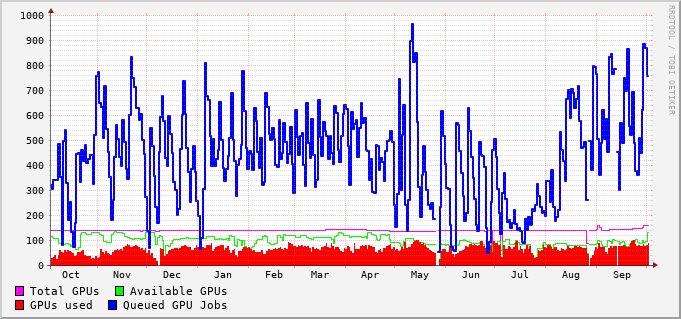 1000
900
800
700
600
500
400
300
200
100
0
Oct Nov Dec Jan Feb Mar Apr May Jun Jul Aug Sep
Total GPUs Available GPUs
GPUs used Queued GPU Jobs
RRDTOOL / TOBI OETIKER